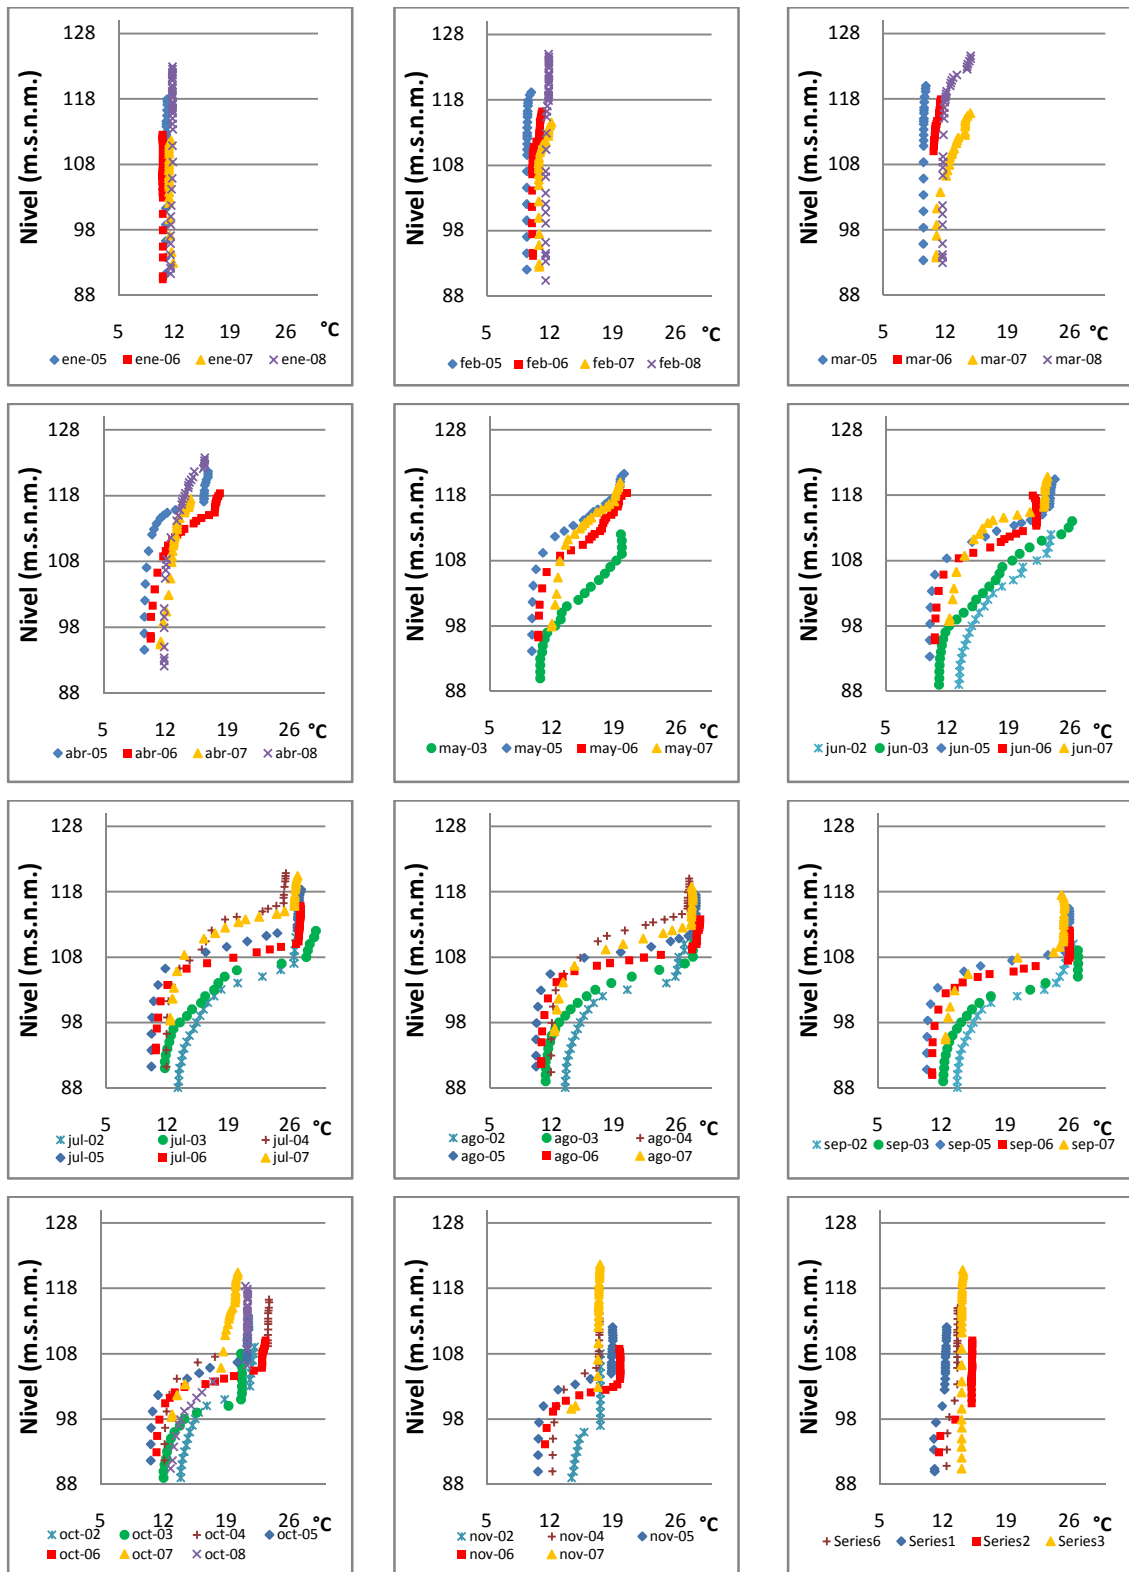 128
118
108
98
88
Nivel (m.s.n.m.)
5 12 19 26 °C
ene-05 ene-06 ene-07 ene-08
128
118
108
98
88
Nivel (m.s.n.m.)
5 12 19 26 °C
feb-05 feb-06 feb-07 feb-08
128
118
108
98
88
Nivel (m.s.n.m.)
5 12 19 26 °C
mar-05 mar-06 mar-07 mar-08
128
118
108
98
88
Nivel (m.s.n.m.)
5 12 19 26 °C
abr-05 abr-06 abr-07 abr-08
128
118
108
98
88
Nivel (m.s.n.m.)
5 12 19 26 °C
may-03 may-05 may-06 may-07
128
118
108
98
88
Nivel (m.s.n.m.)
5 12 19 26 °C
jun-02 jun-03 jun-05 jun-06 jun-07
128
118
108
98
88
Nivel (m.s.n.m.)
5 12 19 26 °C
jul-02 jul-03 jul-04
jul-05 jul-06 jul-07
128
118
108
98
88
Nivel (m.s.n.m.)
5 12 19 26 °C
ago-02 ago-03 ago-04
ago-05 ago-06 ago-07
128
118
108
98
88
Nivel (m.s.n.m.)
5 12 19 26 °C
sep-02 sep-03 sep-05 sep-06 sep-07
128
118
108
98
88
Nivel (m.s.n.m.)
5 12 19 26 °C
oct-02 oct-03 oct-04 oct-05
oct-06 oct-07 oct-08
128
118
108
98
88
Nivel (m.s.n.m.)
5 12 19 26 °C
nov-02 nov-04 nov-05
nov-06 nov-07
128
118
108
98
88
Nivel (m.s.n.m.)
5 12 19 26 °C
Series6 Series1 Series2 Series3